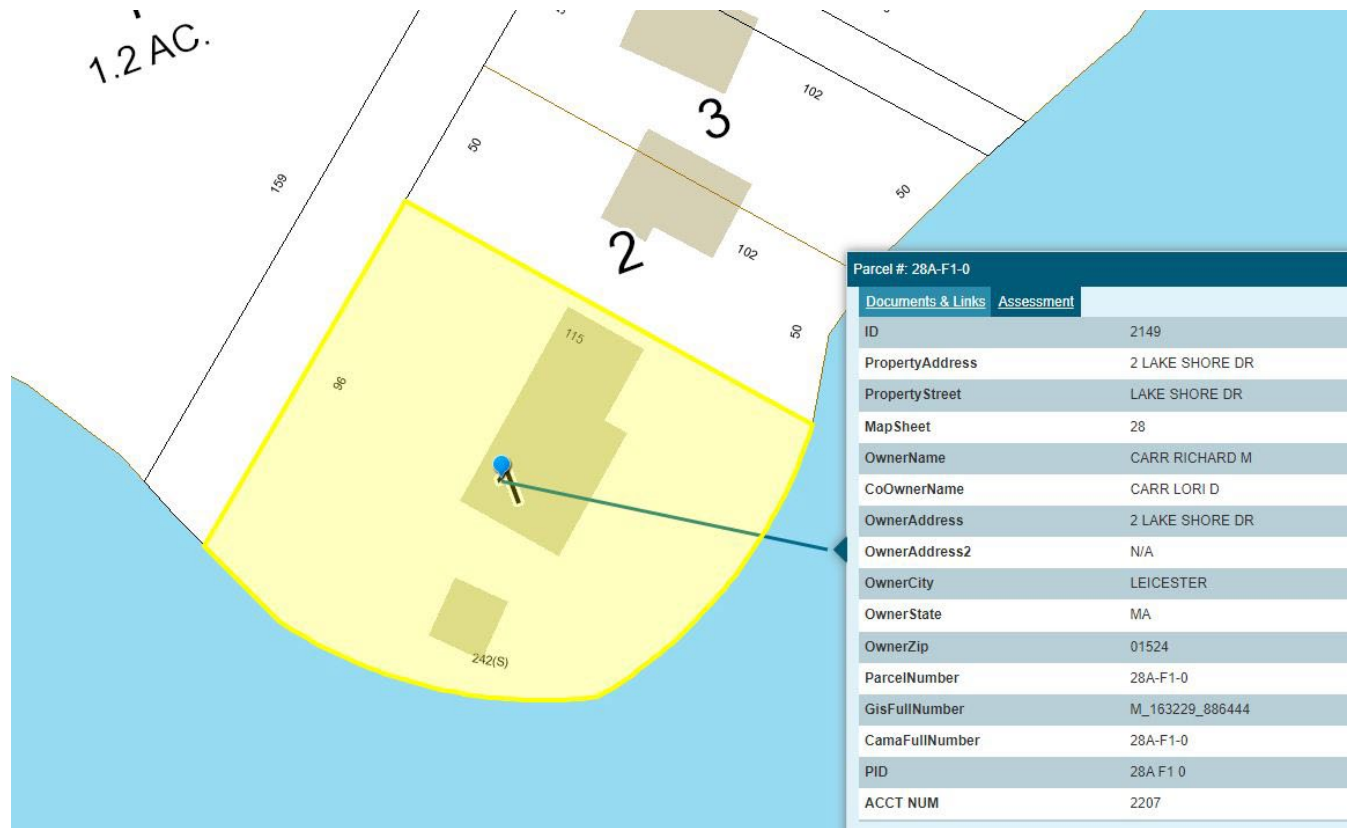 1.2 AC.
3
102
50
159
50
2
102
50
115
96
1
242(S)
Parcel #: 28A-F1-0
Documents & Links Assessment
ID 2149
PropertyAddress 2 LAKE SHORE DR
PropertyStreet LAKE SHORE DR
MapSheet 28
OwnerName CARR RICHARD M
CoOwnerName CARR LORI D
OwnerAddress 2 LAKE SHORE DR
OwnerAddress2 N/A
OwnerCity LEICESTER
OwnerState MA
OwnerZip 01524
ParcelNumber 28A-F1-0
GisFullNumber M_163229_886444
CamaFullNumber 28A-F1-0
PID 28A F1 0
ACCT NUM 2207